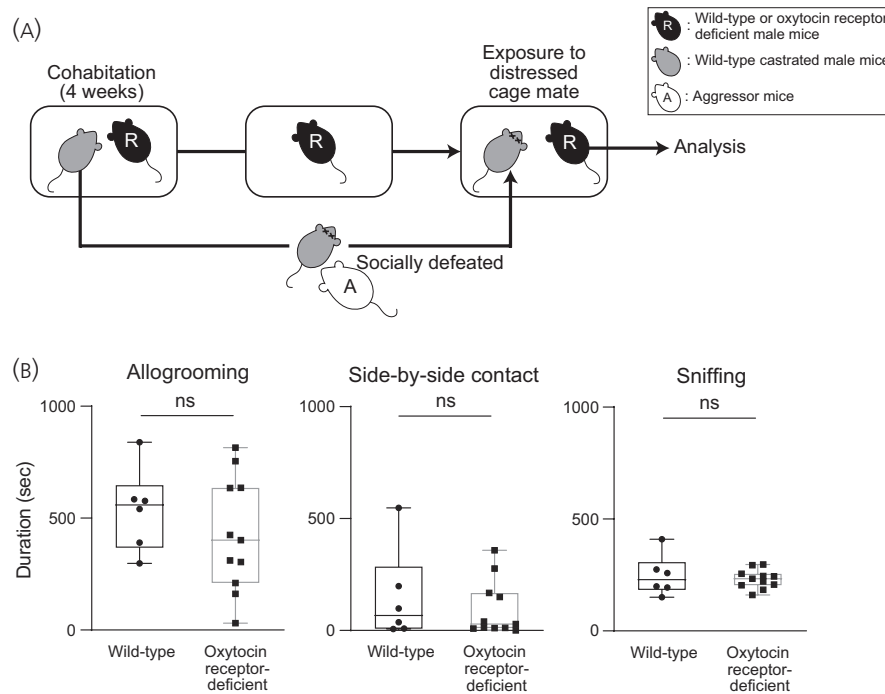 (A)
R : Wild-type or oxytocin receptor
deficient male mice
: Wild-type castrated male mice
A : Aggressor mice
Cohabitation
(4 weeks)
Exposure to
distressed
cage mate
R
R
R
Analysis
Socially defeated
A
(B)
Allogrooming
ns
Duration (sec)
1000
500
0
Wild-type
Oxytocin
receptor-
deficient
Side-by-side contact
ns
1000
500
0
Wild-type
Oxytocin
receptor-
deficient
Sniffing
ns
1000
500
0
Wild-type
Oxytocin
receptor-
deficient